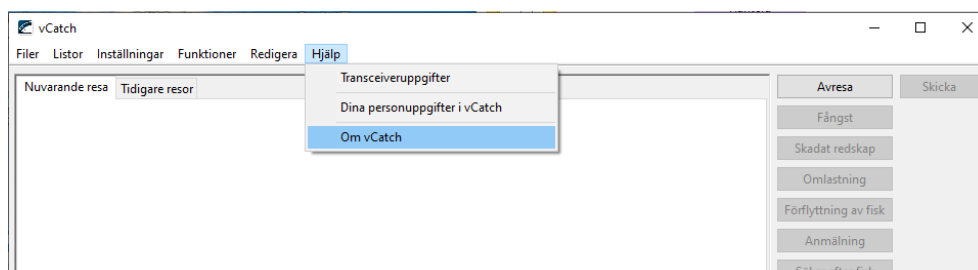 vCatch
Filer Listor Inställningar Funktioner Redigera Hjälp
Transceiveruppgifter
Dina personuppgifter i vCatch
Om vCatch
Nuvarande resa Tidigare resor
Avresa Skicka
Fångst
Skadat redskap
Omlastning
Förflyttning av fisk
Anmälning